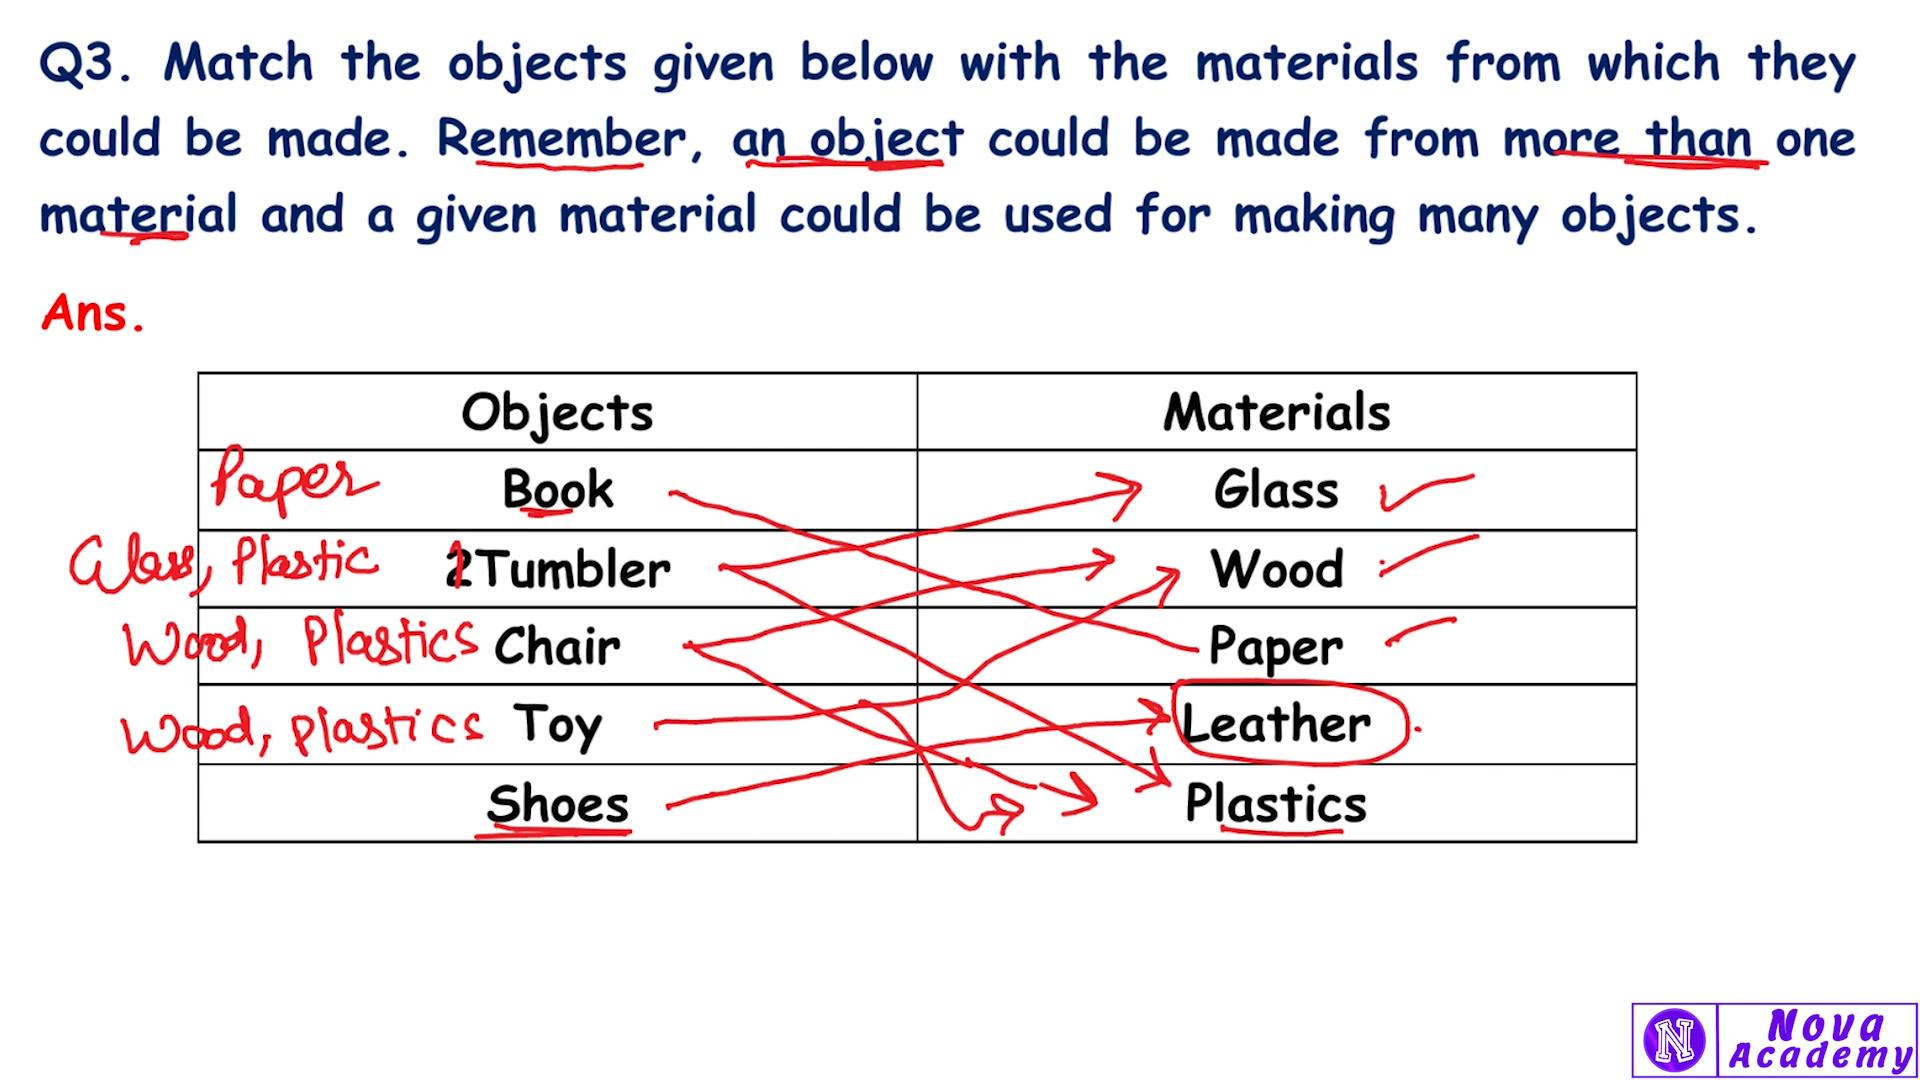 Q3. Match the objects given below with the materials from which they
could be made. Remember, an object could be made from more than one
material and a given material could be used for making many objects.
Ans.
Objects Materials
Paper Book Glass
Glass, Plastic Tumbler Wood
Wood, Plastics Chair Paper
Wood, Plastics Toy Leather
Shoes Plastics
Nova
Academy